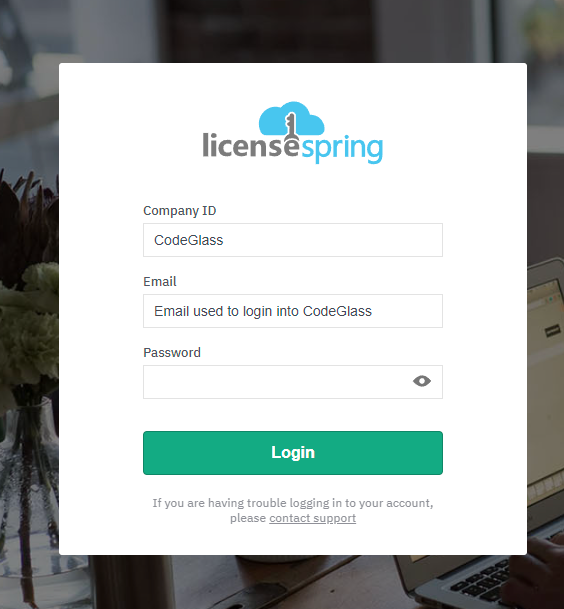 licensespring
Company ID
CodeGlass
Email
Email used to login into CodeGlass
Password
Login
If you are having trouble logging in to your account,
please contact support